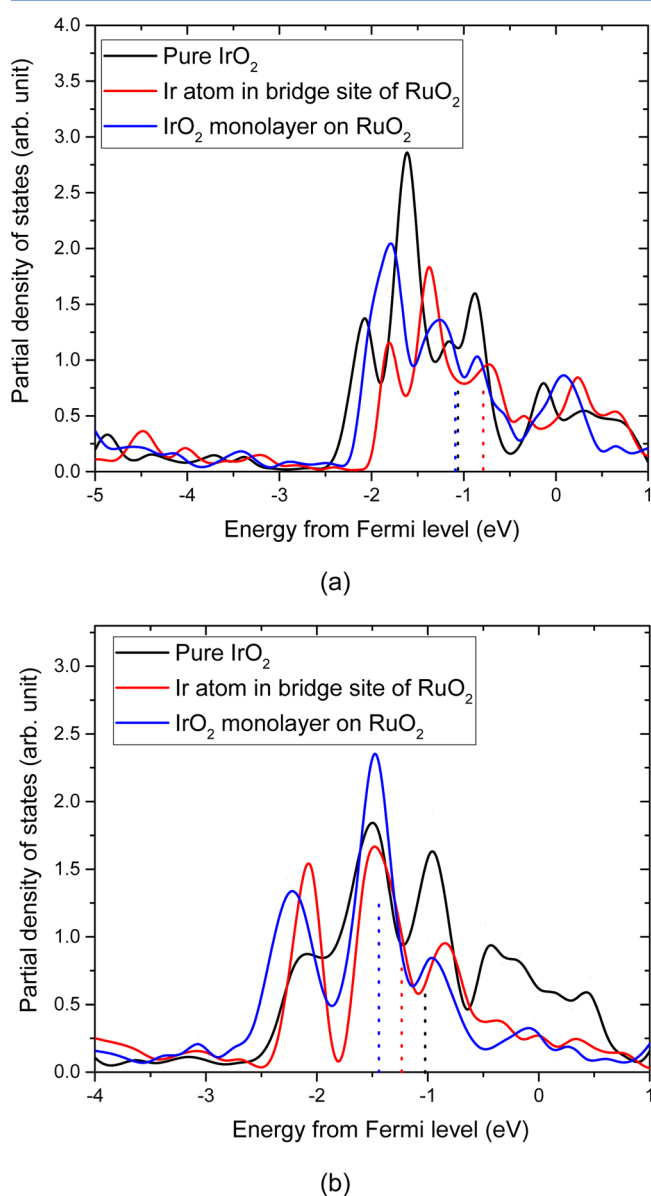 4.0
3.5
3.0
2.5
2.0
1.5
1.0
0.5
0.0
Partial density of states (arb. unit)
Pure IrO2
Ir atom in bridge site of RuO2
IrO2 monolayer on RuO2
-5 -4 -3 -2 -1 0 1
Energy from Fermi level (eV)
(a)
3.0
2.5
2.0
1.5
1.0
0.5
0.0
Partial density of states (arb. unit)
Pure IrO2
Ir atom in bridge site of RuO2
IrO2 monolayer on RuO2
-4 -3 -2 -1 0 1
Energy from Fermi level (eV)
(b)